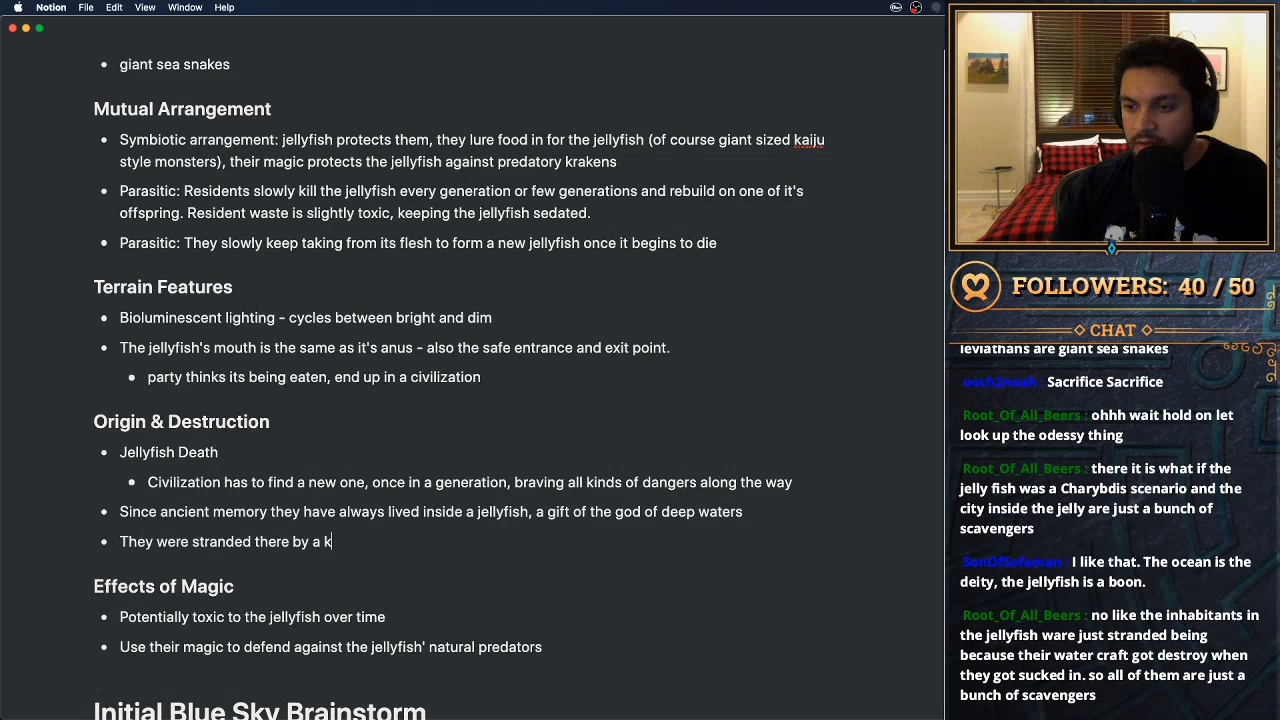 Notion File Edit View Window Help
giant sea snakes
Mutual Arrangement
Symbiotic arrangement: jellyfish protects them, they lure food in for the jellyfish (of course giant sized kaiju
style monsters), their magic protects the jellyfish against predatory krakens
Parasitic: Residents slowly kill the jellyfish every generation or few generations and rebuild on one of it's
offspring. Resident waste is slightly toxic, keeping the jellyfish sedated.
Parasitic: They slowly keep taking from its flesh to form a new jellyfish once it begins to die
Terrain Features
Bioluminescent lighting - cycles between bright and dim
The jellyfish's mouth is the same as it's anus - also the safe entrance and exit point.
party thinks its being eaten, end up in a civilization
Origin & Destruction
Jellyfish Death
Civilization has to find a new one, once in a generation, braving all kinds of dangers along the way
Since ancient memory they have always lived inside a jellyfish, a gift of the god of deep waters
They were stranded there by a k
Effects of Magic
Potentially toxic to the jellyfish over time
Use their magic to defend against the jellyfish' natural predators
Initial Blue Sky Brainstorm
FOLLOWERS: 40 / 50
CHAT
leviathans are giant sea snakes
ooch2noah : Sacrifice Sacrifice
Root_Of_All_Beers : ohhh wait hold on let
look up the odessy thing
Root_Of_All_Beers : there it is what if the
jelly fish was a Charybdis scenario and the
city inside the jelly are just a bunch of
scavengers
SonOfSofaman : I like that. The ocean is the
deity, the jellyfish is a boon.
Root_Of_All_Beers : no like the inhabitants in
the jellyfish ware just stranded being
because their water craft got destroy when
they got sucked in. so all of them are just a
bunch of scavengers